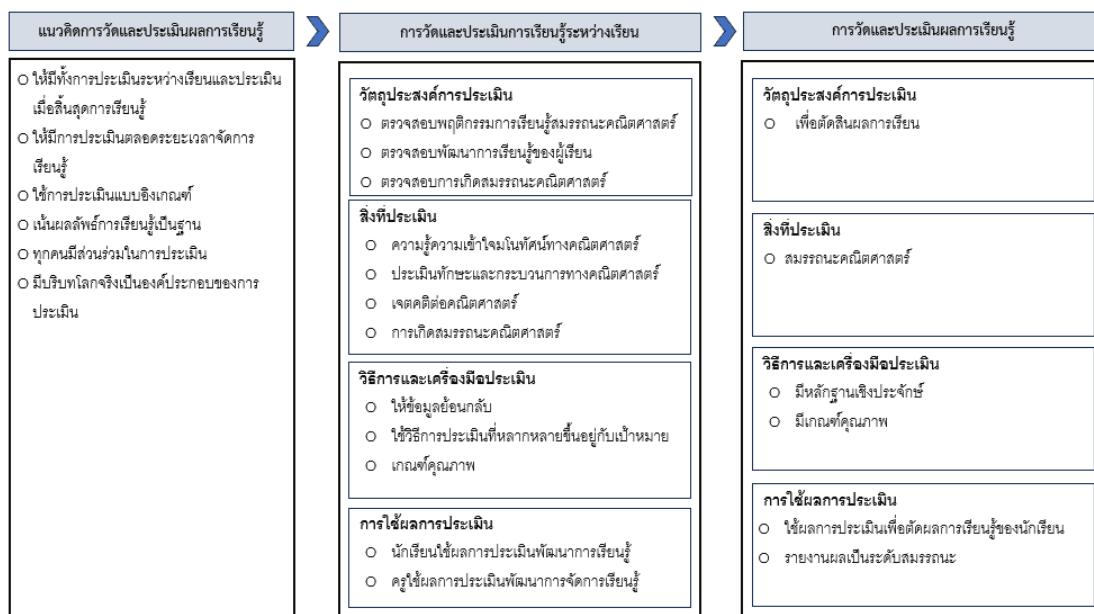 แนวคิดการวัดและประเมินผลการเรียนรู้
ให้มีทั้งการประเมินระหว่างเรียนและประเมิน
เมื่อสิ้นสุดการเรียนรู้
ให้มีการประเมินตลอดระยะเวลาจัดการ
เรียนรู้
ใช้การประเมินแบบอิงเกณฑ์
เน้นผลลัพธ์การเรียนรู้เป็นฐาน
ทุกคนมีส่วนร่วมในการประเมิน
มีบริบทโลกจริงเป็นองค์ประกอบของการ
ประเมิน
การวัดและประเมินการเรียนรู้ระหว่างเรียน
วัตถุประสงค์การประเมิน
ตรวจสอบพฤติกรรมการเรียนรู้สมรรถนะคณิตศาสตร์
ตรวจสอบพัฒนาการเรียนรู้ของผู้เรียน
ตรวจสอบการเกิดสมรรถนะคณิตศาสตร์
สิ่งที่ประเมิน
ความรู้ความเข้าใจมโนทัศน์ทางคณิตศาสตร์
ประเมินทักษะและกระบวนการทางคณิตศาสตร์
เจตคติต่อคณิตศาสตร์
การเกิดสมรรถนะคณิตศาสตร์
วิธีการและเครื่องมือประเมิน
ให้ข้อมูลย้อนกลับ
ใช้วิธีการประเมินที่หลากหลายขึ้นอยู่กับเป้าหมาย
เกณฑ์คุณภาพ
การใช้ผลการประเมิน
นักเรียนใช้ผลการประเมินพัฒนาการเรียนรู้
ครูใช้ผลการประเมินพัฒนาการจัดการเรียนรู้
การวัดและประเมินผลการเรียนรู้
วัตถุประสงค์การประเมิน
เพื่อตัดสินผลการเรียน
สิ่งที่ประเมิน
สมรรถนะคณิตศาสตร์
วิธีการและเครื่องมือประเมิน
มีหลักฐานเชิงประจักษ์
มีเกณฑ์คุณภาพ
การใช้ผลการประเมิน
ใช้ผลการประเมินเพื่อตัดผลการเรียนรู้ของนักเรียน
รายงานผลเป็นระดับสมรรถนะ